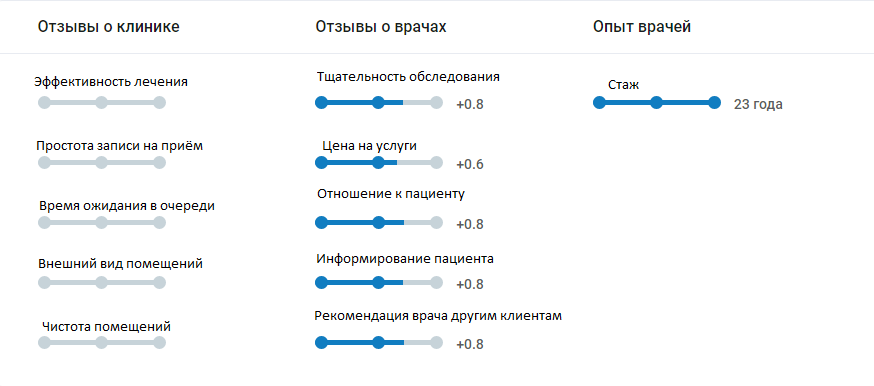 Отзывы о клинике
Отзывы о врачах
Опыт врачей
Эффективность лечения
Тщательность обследования
+0.8
Стаж
23 года
Простота записи на приём
Цена на услуги
+0.6
Время ожидания в очереди
Отношение к пациенту
+0.8
Внешний вид помещений
Информирование пациента
+0.8
Чистота помещений
Рекомендация врача другим клиентам
+0.8